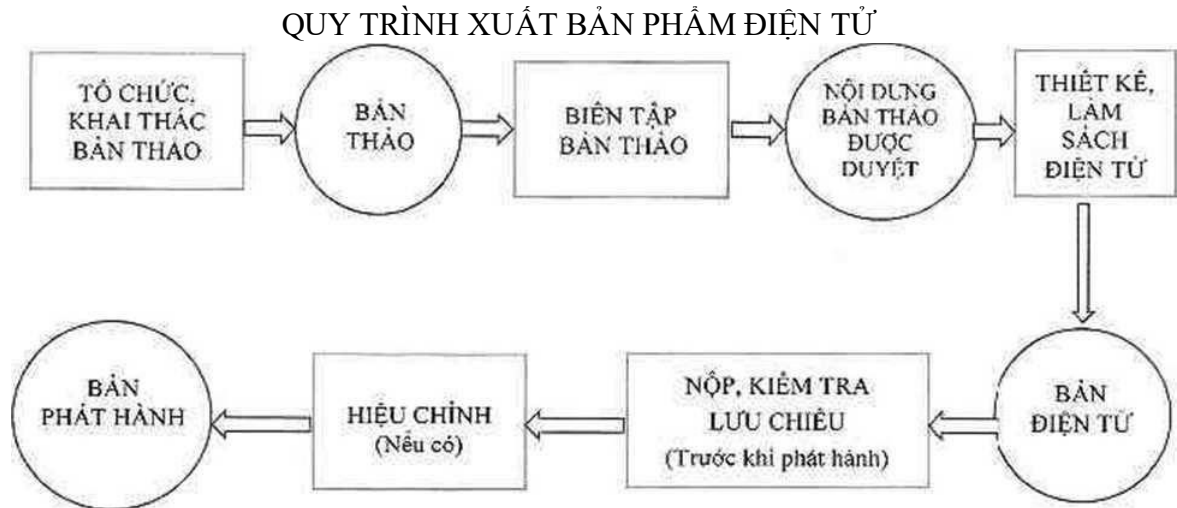 QUY TRÌNH XUẤT BẢN PHẨM ĐIỆN TỬ
TỔ CHỨC,
KHAI THÁC
BẢN THẢO
BẢN
THẢO
BIÊN TẬP
BẢN THẢO
NỘI DUNG
BẢN THẢO
ĐƯỢC
DUYỆT
THIẾT KẾ,
LÀM
SÁCH
ĐIỆN TỬ
BẢN
ĐIỆN TỬ
NỘP, KIỂM TRA
LƯU CHIỂU
(Trước khi phát hành)
HIỆU CHỈNH
(Nếu có)
BẢN
PHÁT HÀNH